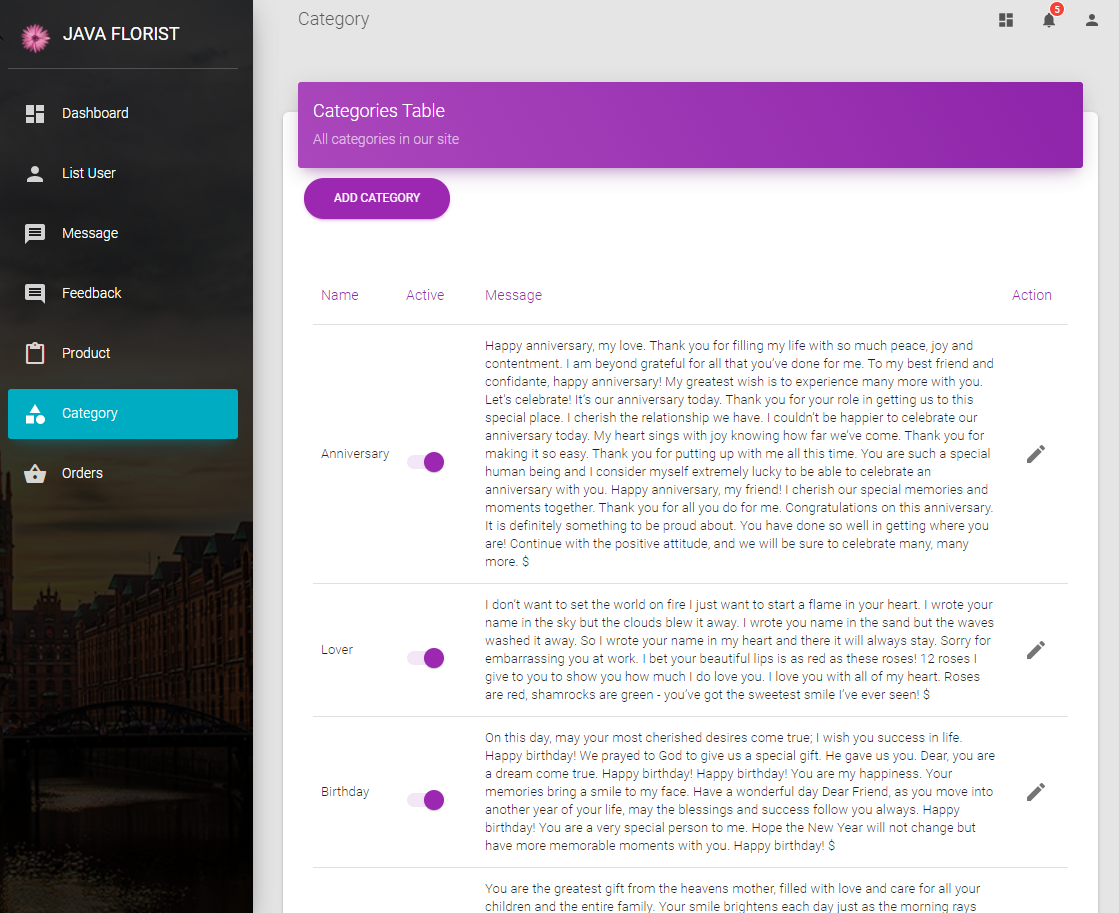 JAVA FLORIST
Dashboard
List User
Message
Feedback
Product
Category
Orders
Category
5
Categories Table
All categories in our site
ADD CATEGORY
Name Active Message Action
Anniversary
Happy anniversary, my love. Thank you for filling my life with so much peace, joy and
contentment. I am beyond grateful for all that you’ve done for me. To my best friend and
confidante, happy anniversary! My greatest wish is to experience many more with you.
Let’s celebrate! It’s our anniversary today. Thank you for your role in getting us to this
special place. I cherish the relationship we have. I couldn’t be happier to celebrate our
anniversary today. My heart sings with joy knowing how far we’ve come. Thank you for
making it so easy. Thank you for putting up with me all this time. You are such a special
human being and I consider myself extremely lucky to be able to celebrate an
anniversary with you. Happy anniversary, my friend! I cherish our special memories and
moments together. Thank you for all you do for me. Congratulations on this anniversary.
It is definitely something to be proud about. You have done so well in getting where you
are! Continue with the positive attitude, and we will be sure to celebrate many, many
more. $
Lover
I don’t want to set the world on fire I just want to start a flame in your heart. I wrote your
name in the sky but the clouds blew it away. I wrote you name in the sand but the waves
washed it away. So I wrote your name in my heart and there it will always stay. Sorry for
embarrassing you at work. I bet your beautiful lips is as red as these roses! 12 roses I
give to you to show you how much I do love you. I love you with all of my heart. Roses
are red, shamrocks are green - you’ve got the sweetest smile I’ve ever seen! $
Birthday
On this day, may your most cherished desires come true; I wish you success in life.
Happy birthday! We prayed to God to give us a special gift. He gave us you. Dear, you are
a dream come true. Happy birthday! Happy birthday! You are my happiness. Your
memories bring a smile to my face. Have a wonderful day Dear Friend, as you move into
another year of your life, may the blessings and success follow you always. Happy
birthday! You are a very special person to me. Hope the New Year will not change but
have more memorable moments with you. Happy birthday! $
You are the greatest gift from the heavens mother, filled with love and care for all your
children and the entire family. Your smile brightens each day just as the morning rays